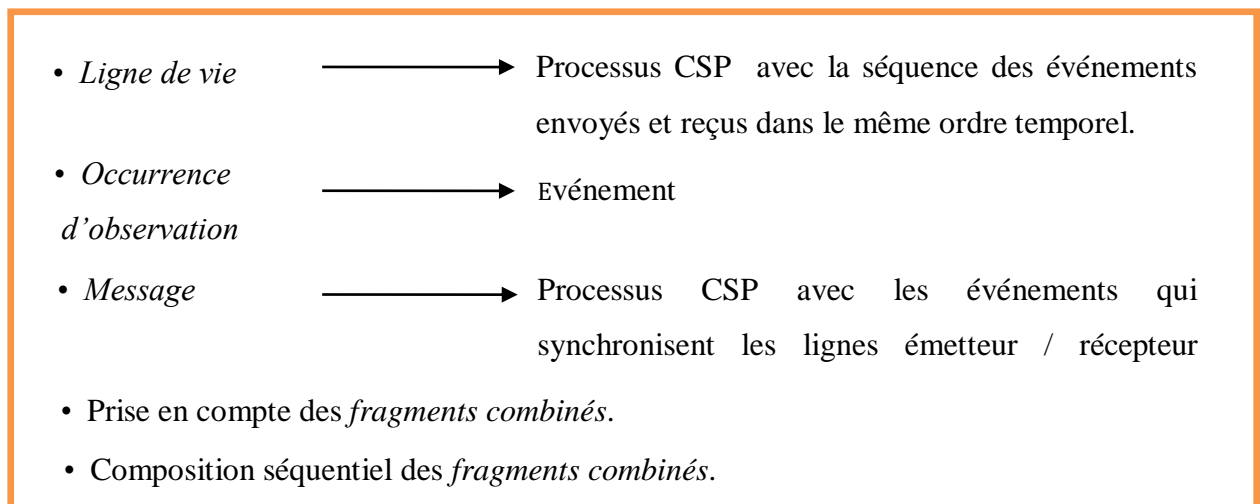 • Ligne de vie Processus CSP avec la séquence des événements
envoyés et reçus dans le même ordre temporel.
• Occurrence Evénement
d’observation
• Message Processus CSP avec les événements qui
synchronisent les lignes émetteur / récepteur
• Prise en compte des fragments combinés.
• Composition séquentiel des fragments combinés.